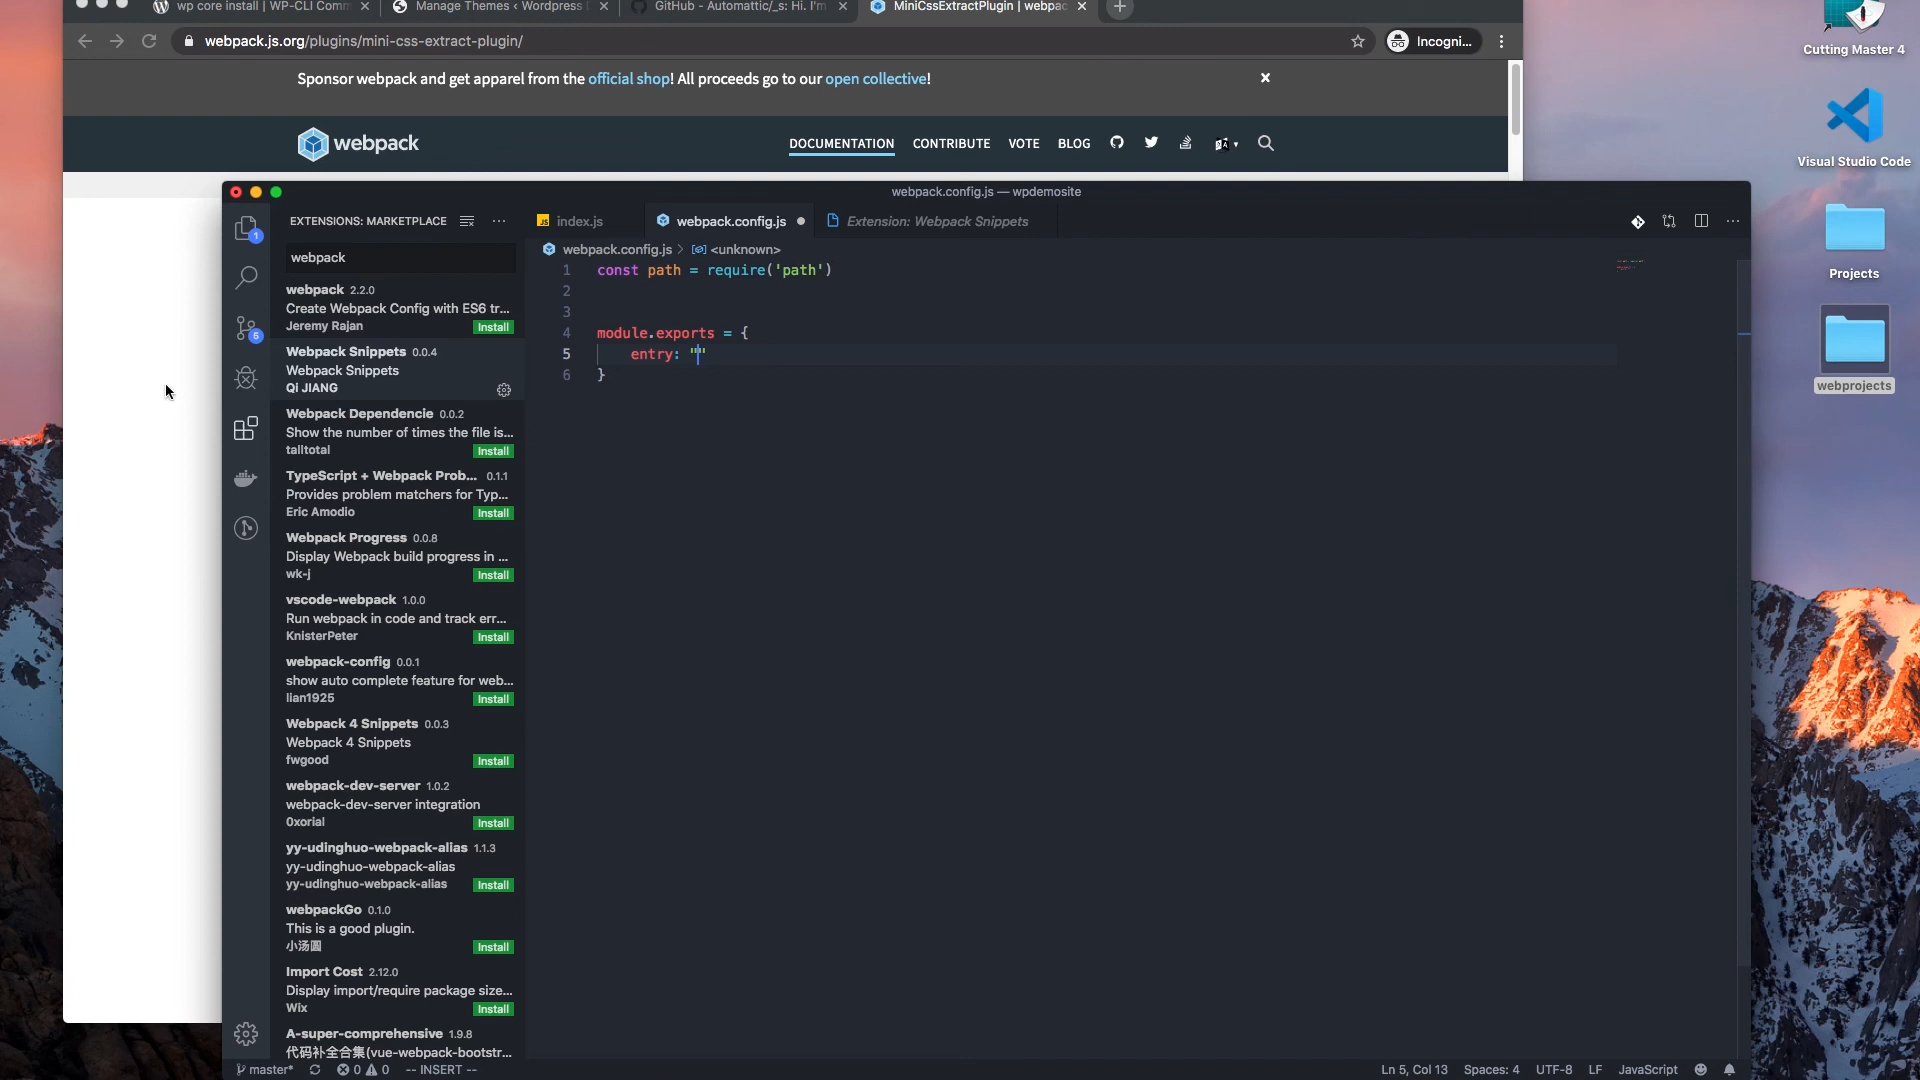 wp core install | WP-CLI Comm
Manage Themes ‹ Wordpress
GitHub - Automattic/_s: Hi. I'm
MiniCssExtractPlugin | webpac
webpack.js.org/plugins/mini-css-extract-plugin/
Incogni...
Cutting Master 4
Sponsor webpack and get apparel from the official shop! All proceeds go to our open collective!
webpack
DOCUMENTATION CONTRIBUTE VOTE BLOG
Visual Studio Code
Projects
webprojects
webpack.config.js — wpdemosite
EXTENSIONS: MARKETPLACE
index.js
webpack.config.js
Extension: Webpack Snippets
webpack
webpack.config.js > <unknown>
1 const path = require('path')
2
3
4 module.exports = {
5 entry: ""
6 }
1
6
webpack 2.2.0
Create Webpack Config with ES6 tr...
Jeremy Rajan Install
Webpack Snippets 0.0.4
Webpack Snippets
Qi JIANG
Webpack Dependencie 0.0.2
Show the number of times the file is...
talltotal Install
TypeScript + Webpack Prob... 0.1.1
Provides problem matchers for Typ...
Eric Amodio Install
Webpack Progress 0.0.8
Display Webpack build progress in ...
wk-j Install
vscode-webpack 1.0.0
Run webpack in code and track err...
KnisterPeter Install
webpack-config 0.0.1
show auto complete feature for web...
lian1925 Install
Webpack 4 Snippets 0.0.3
Webpack 4 Snippets
fwgood Install
webpack-dev-server 1.0.2
webpack-dev-server integration
0xorial Install
yy-udinghuo-webpack-alias 1.1.3
yy-udinghuo-webpack-alias
yy-udinghuo-webpack-alias Install
webpackGo 0.1.0
This is a good plugin.
小汤圆 Install
Import Cost 2.12.0
Display import/require package size...
Wix Install
A-super-comprehensive 1.9.8
代码补全合集(vue-webpack-bootstr...
master* 0 0 -- INSERT --
Ln 5, Col 13 Spaces: 4 UTF-8 LF JavaScript